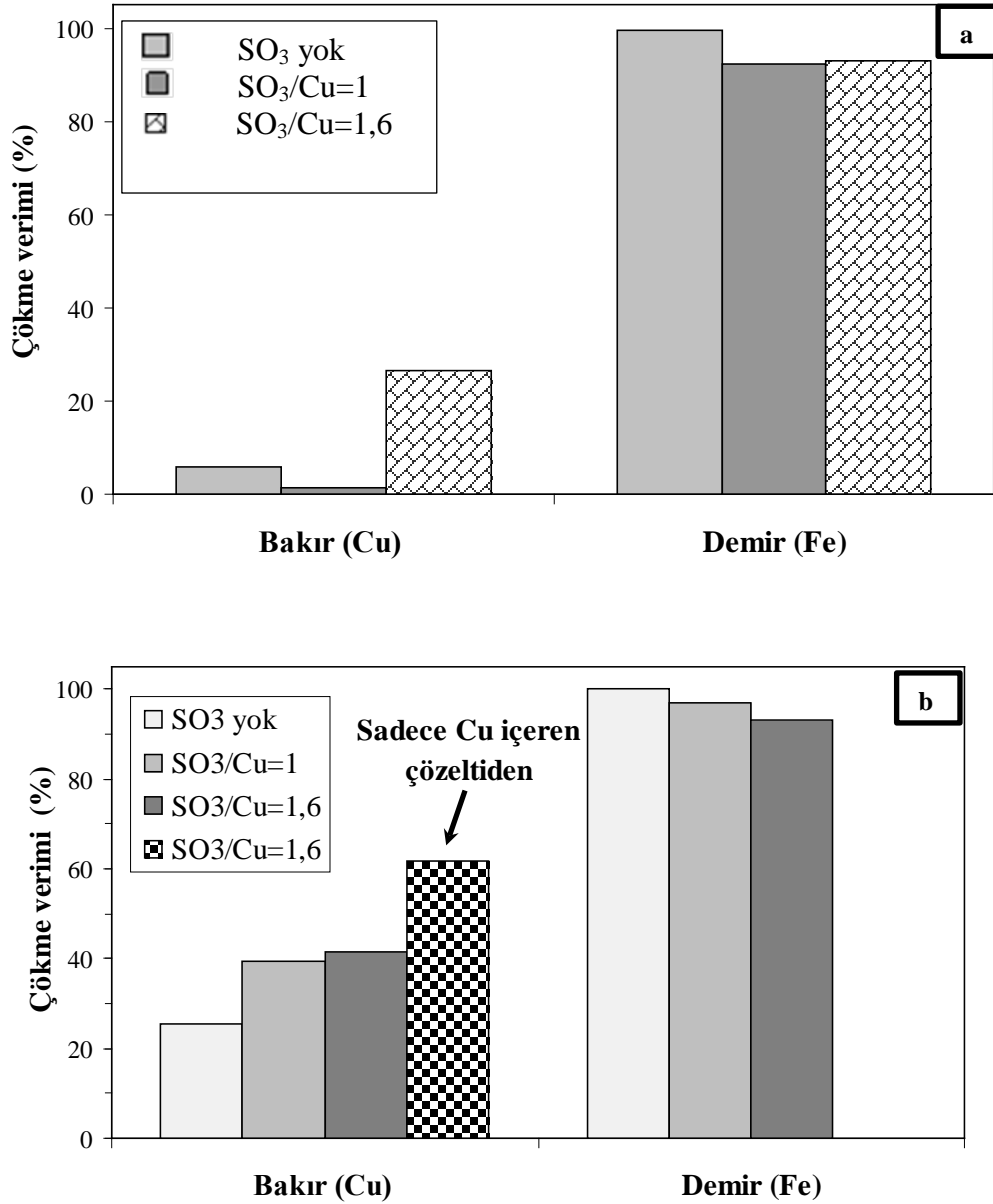 a
SO₃ yok
SO₃/Cu=1
SO₃/Cu=1,6
Çökme verimi (%)
100
80
60
40
20
0
Bakır (Cu)
Demir (Fe)
b
SO3 yok
SO3/Cu=1
SO3/Cu=1,6
SO3/Cu=1,6
Sadece Cu içeren
çözeltiden
Çökme verimi (%)
100
80
60
40
20
0
Bakır (Cu)
Demir (Fe)